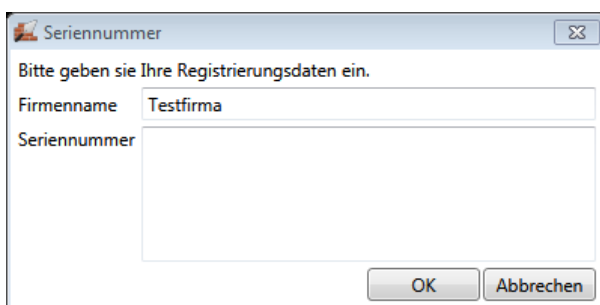 Seriennummer
Bitte geben sie Ihre Registrierungsdaten ein.
Firmenname Testfirma
Seriennummer
OK Abbrechen